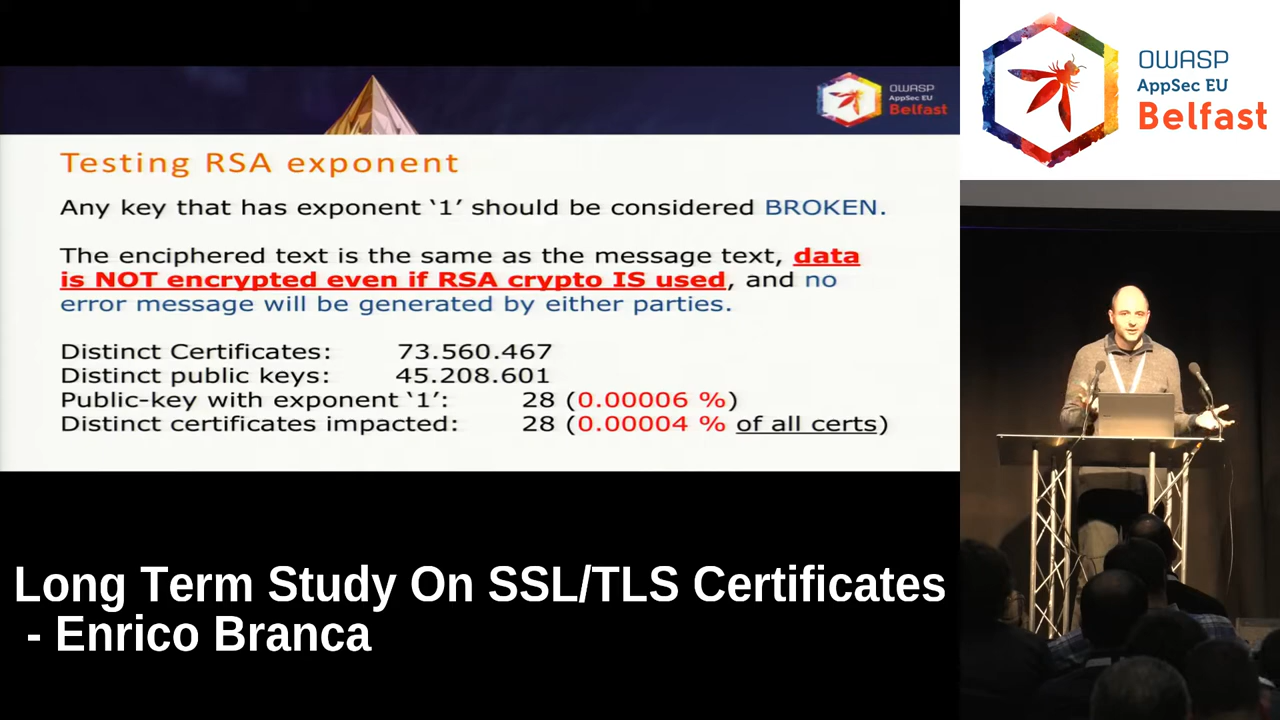 OWASP
AppSec EU
Belfast
Testing RSA exponent
Any key that has exponent ‘1’ should be considered BROKEN.
The enciphered text is the same as the message text, data
is NOT encrypted even if RSA crypto IS used, and no
error message will be generated by either parties.
Distinct Certificates: 73.560.467
Distinct public keys: 45.208.601
Public-key with exponent ‘1’: 28 (0.00006 %)
Distinct certificates impacted: 28 (0.00004 % of all certs)
Long Term Study On SSL/TLS Certificates
- Enrico Branca
OWASP
AppSec EU
Belfast